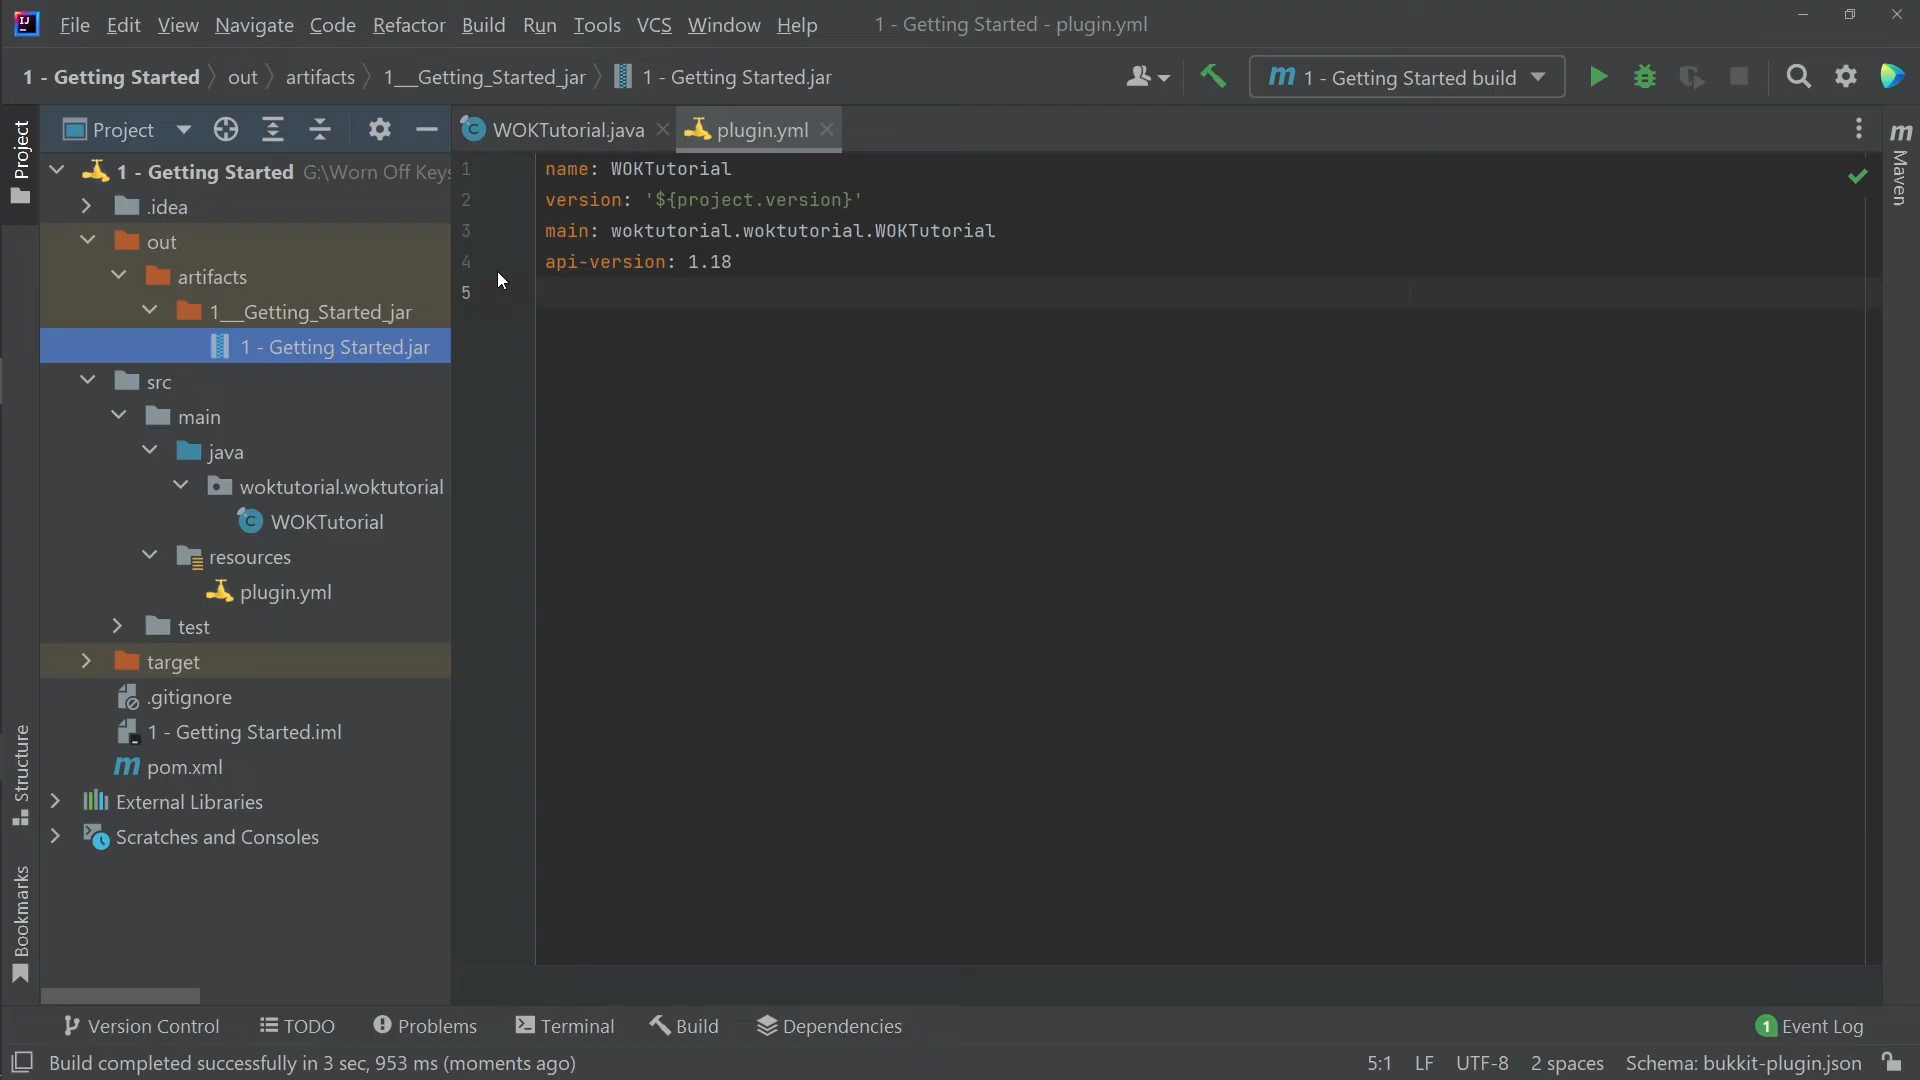 File Edit View Navigate Code Refactor Build Run Tools VCS Window Help 1 - Getting Started - plugin.yml
1 - Getting Started out artifacts 1___Getting_Started_jar 1 - Getting Started.jar 1 - Getting Started build
Project
Project
WOKTutorial.java
plugin.yml
1 - Getting Started G:\Worn Off Keys
.idea
out
artifacts
1___Getting_Started_jar
1 - Getting Started.jar
src
main
java
woktutorial.woktutorial
WOKTutorial
resources
plugin.yml
test
target
.gitignore
1 - Getting Started.iml
pom.xml
External Libraries
Scratches and Consoles
Structure
Bookmarks
1 name: WOKTutorial
2 version: '${project.version}'
3 main: woktutorial.woktutorial.WOKTutorial
4 api-version: 1.18
5
Maven
Version Control TODO Problems Terminal Build Dependencies 1 Event Log
Build completed successfully in 3 sec, 953 ms (moments ago) 5:1 LF UTF-8 2 spaces Schema: bukkit-plugin.json